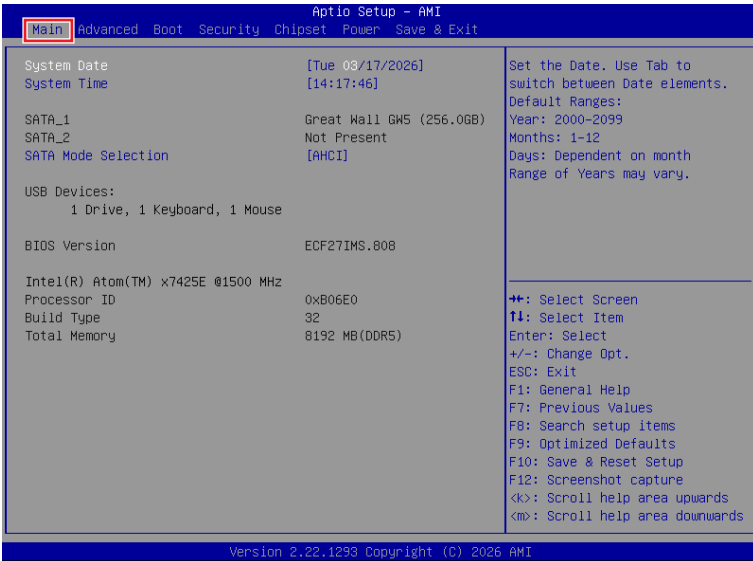 Aptio Setup - AMI
Main Advanced Boot Security Chipset Power Save & Exit
System Date [Tue 03/17/2026]
System Time [14:17:46]
SATA_1 Great Wall GW5 (256.0GB)
SATA_2 Not Present
SATA Mode Selection [AHCI]
USB Devices:
1 Drive, 1 Keyboard, 1 Mouse
BIOS Version ECF27IMS.808
Intel(R) Atom(TM) x7425E @1500 MHz
Processor ID 0xB06E0
Build Type 32
Total Memory 8192 MB(DDR5)
Set the Date. Use Tab to
switch between Date elements.
Default Ranges:
Year: 2000-2099
Months: 1-12
Days: Dependent on month
Range of Years may vary.
→←: Select Screen
↑↓: Select Item
Enter: Select
+/-: Change Opt.
ESC: Exit
F1: General Help
F7: Previous Values
F8: Search setup items
F9: Optimized Defaults
F10: Save & Reset Setup
F12: Screenshot capture
<k>: Scroll help area upwards
<m>: Scroll help area downwards
Version 2.22.1293 Copyright (C) 2026 AMI